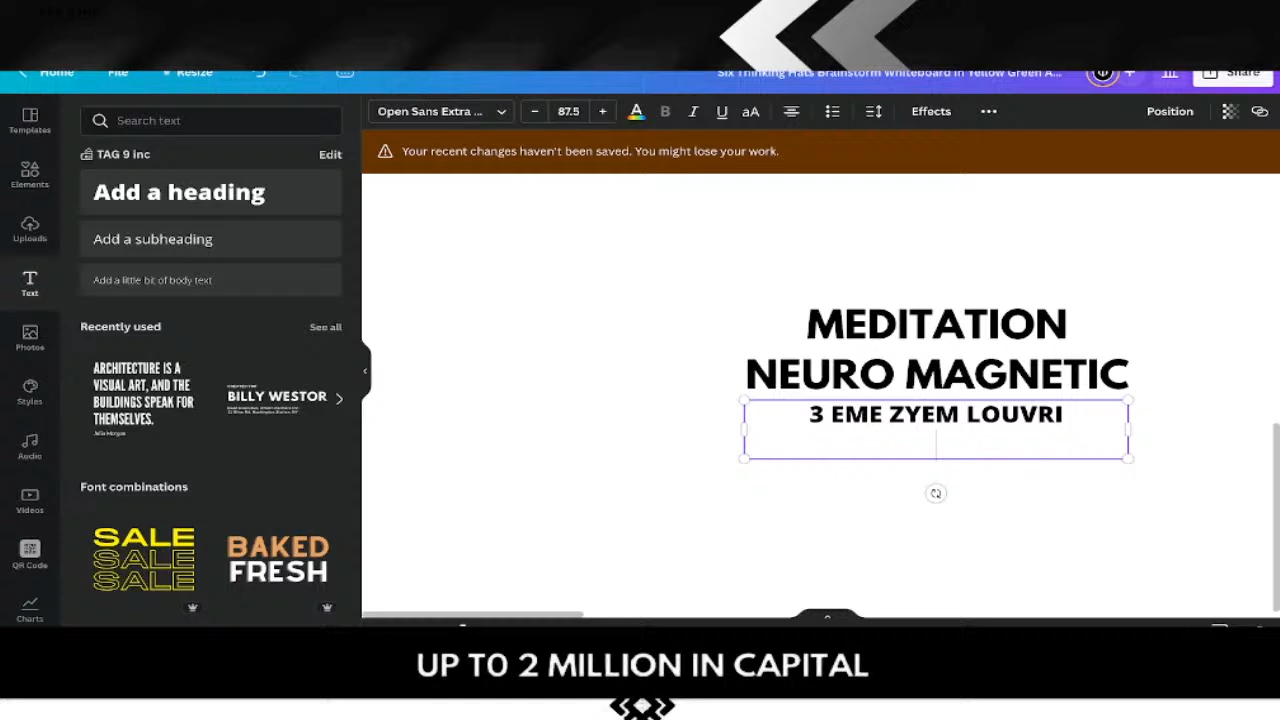 Home File Resize Six Thinking Hats Brainstorm Whiteboard in Yellow Green A... Share
Templates
Elements
Uploads
Text
Photos
Styles
Audio
Videos
QR Code
Charts
Search text
TAG 9 inc Edit
Add a heading
Add a subheading
Add a little bit of body text
Recently used See all
ARCHITECTURE IS A
VISUAL ART, AND THE
BUILDINGS SPEAK FOR
THEMSELVES.
Julia Morgan
BILLY WESTOR
Font combinations
SALE
SALE
SALE
BAKED
FRESH
Open Sans Extra ... − 87.5 + A B I U aA Effects ••• Position
Your recent changes haven't been saved. You might lose your work.
MEDITATION
NEURO MAGNETIC
3 EME ZYEM LOUVRI
UP TO 2 MILLION IN CAPITAL